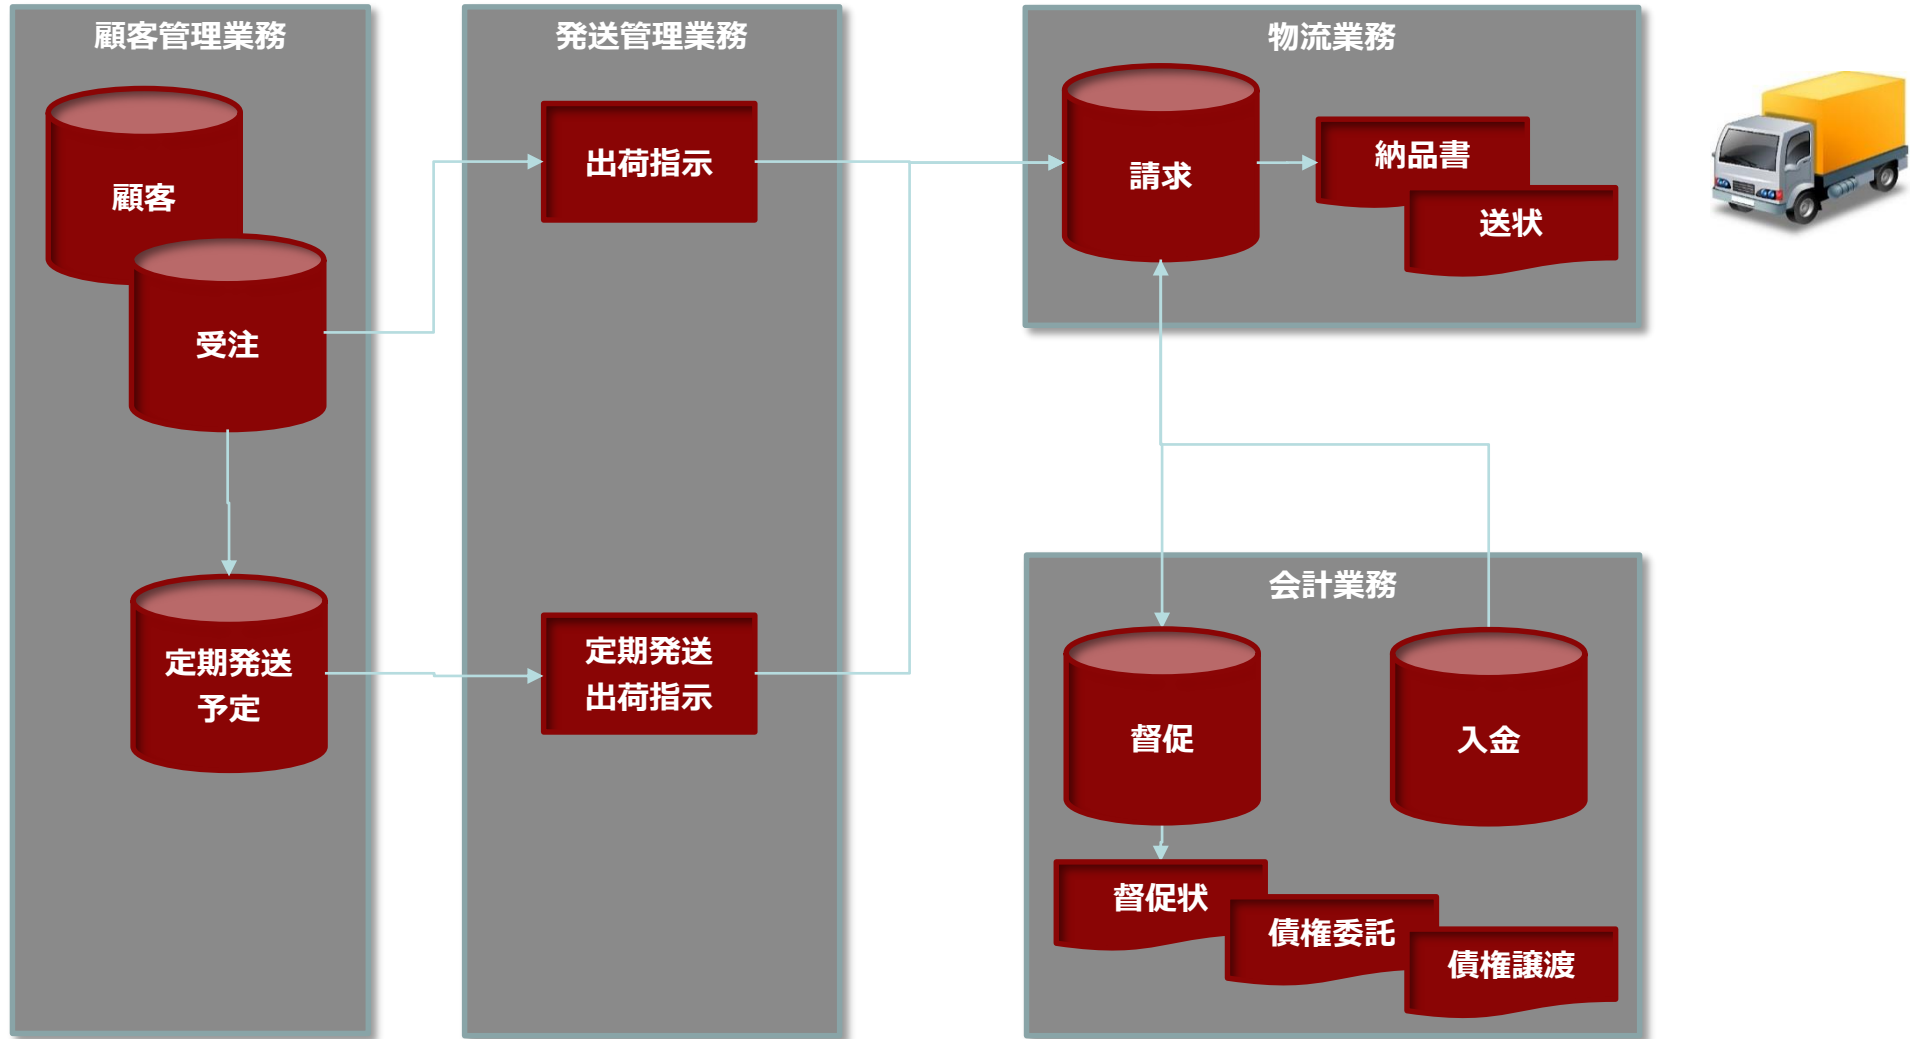 顧客管理業務
顧客
受注
定期発送
予定
発送管理業務
出荷指示
定期発送
出荷指示
物流業務
請求
納品書
送状
会計業務
督促
入金
督促状
債権委託
債権譲渡